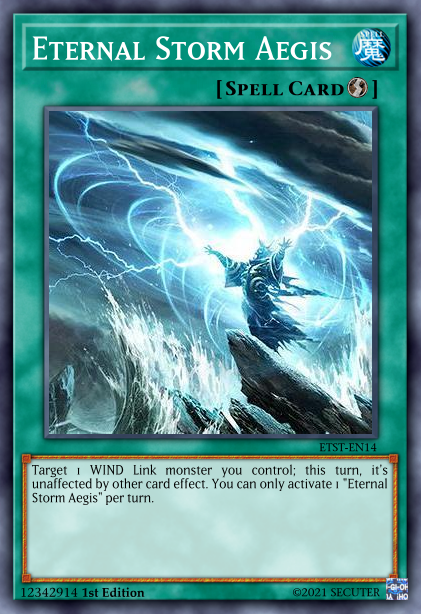 Eternal Storm Aegis 魔
[Spell Card]
ETST-EN14
Target 1 WIND Link monster you control; this turn, it's
unaffected by other card effect. You can only activate 1 "Eternal
Storm Aegis" per turn.
12342914 1st Edition ©2021 SECUTER